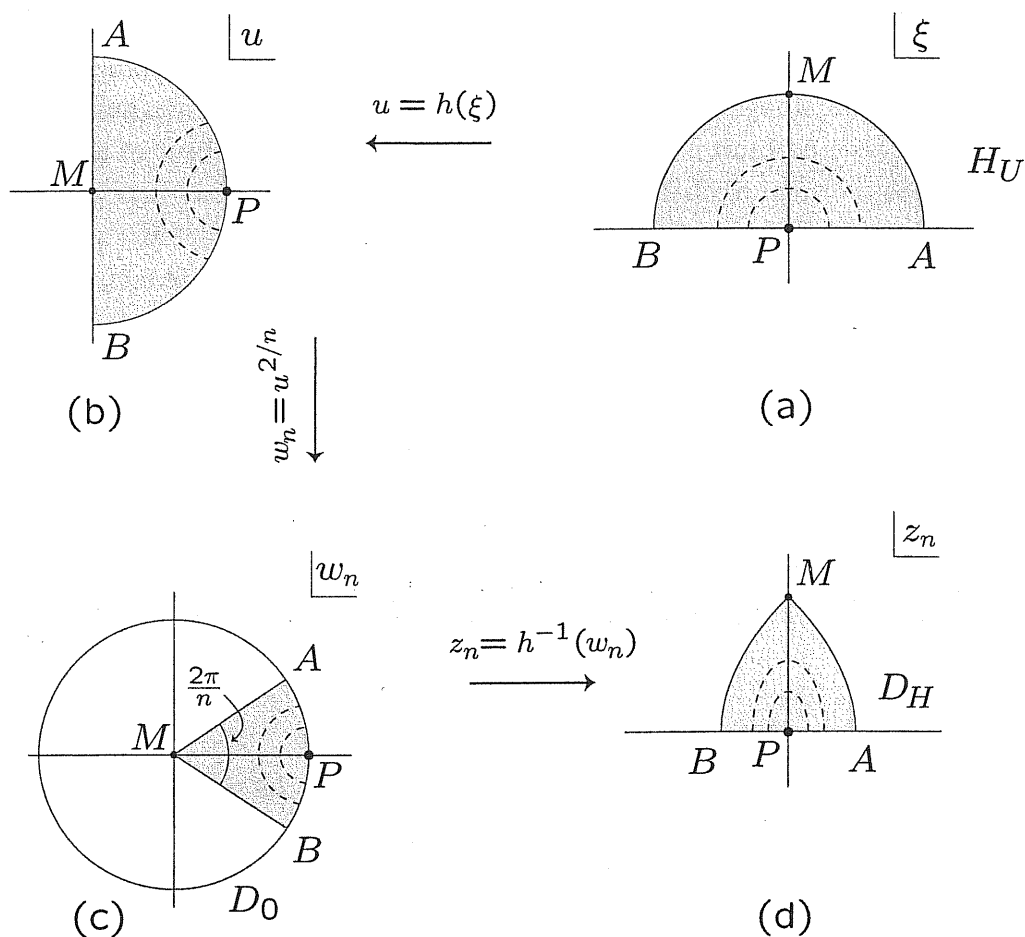 A
u
M
P
B
(b)
u = h(ξ)
ξ
M
H_U
B
P
A
(a)
w_n = u^{2/n}
w_n
A
2π/n
M
P
B
D_0
(c)
z_n = h^{-1}(w_n)
z_n
M
D_H
B
P
A
(d)